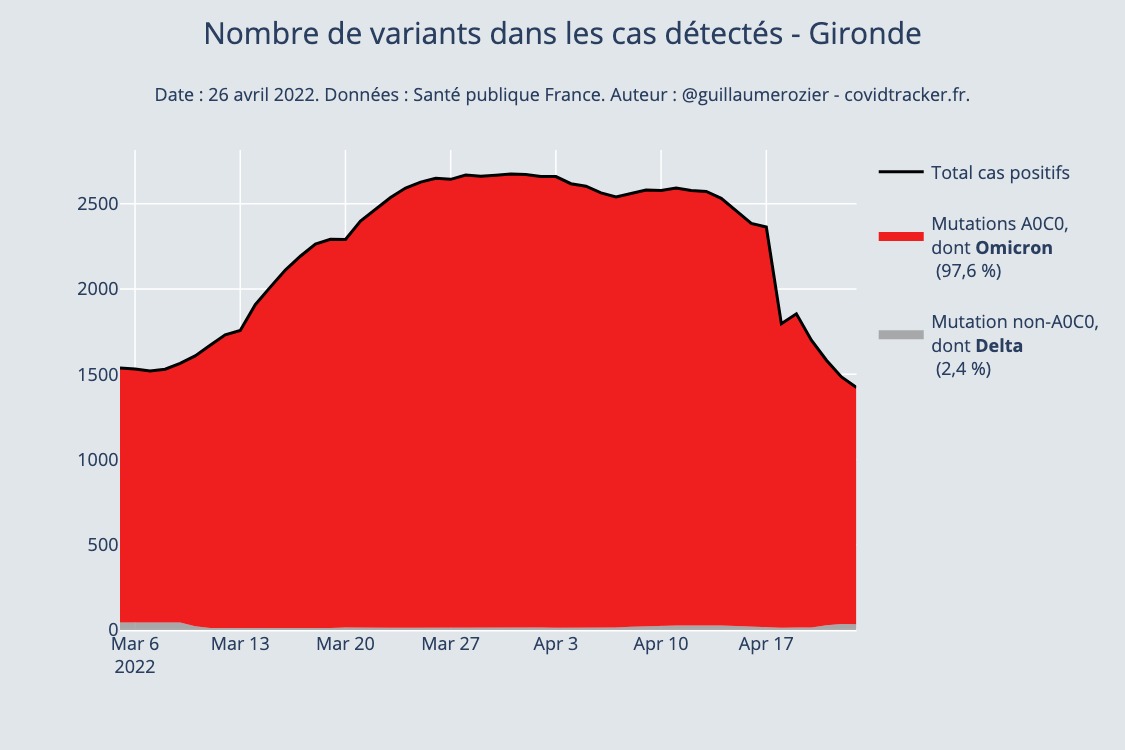 Nombre de variants dans les cas détectés - Gironde
Date : 26 avril 2022. Données : Santé publique France. Auteur : @guillaumerozier - covidtracker.fr.
Total cas positifs
Mutations A0C0,
dont Omicron
(97,6 %)
Mutation non-A0C0,
dont Delta
(2,4 %)
2500
2000
1500
1000
500
0
Mar 6
2022
Mar 13
Mar 20
Mar 27
Apr 3
Apr 10
Apr 17